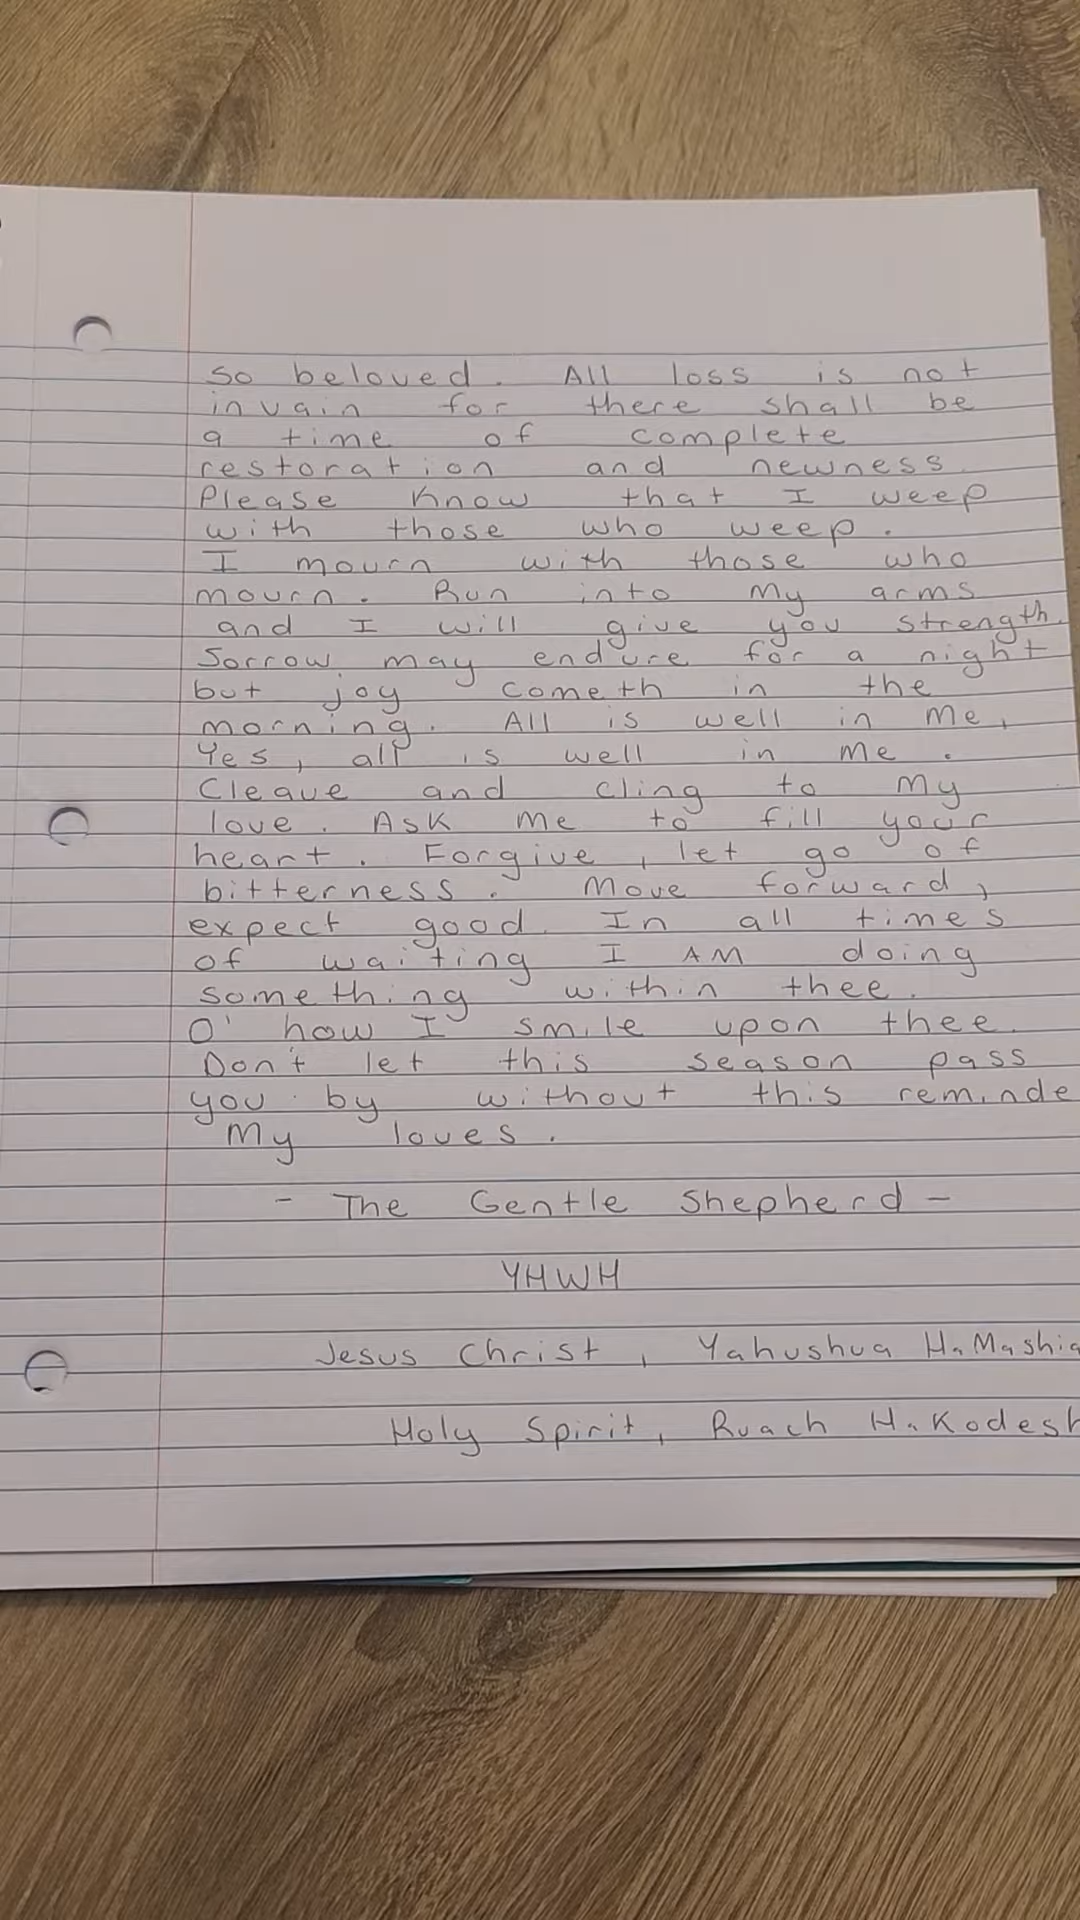 so beloved. All loss is not
invain for there shall be
a time of complete
restoration and newness.
Please know that I weep
with those who weep.
I mourn with those who
mourn. Run into My arms
and I will give you strength.
Sorrow may endure for a night
but joy cometh in the
morning. All is well in Me,
Yes, all is well in Me.
Cleave and cling to My
love. Ask Me to fill your
heart. Forgive, let go of
bitterness. Move forward,
expect good. In all times
of waiting I AM doing
something within thee.
O' how I smile upon thee.
Don't let this season pass
you by without this reminde
My loves.
- The Gentle Shepherd -
YHWH
Jesus Christ, Yahushua HaMashia
Holy Spirit, Ruach HaKodesh